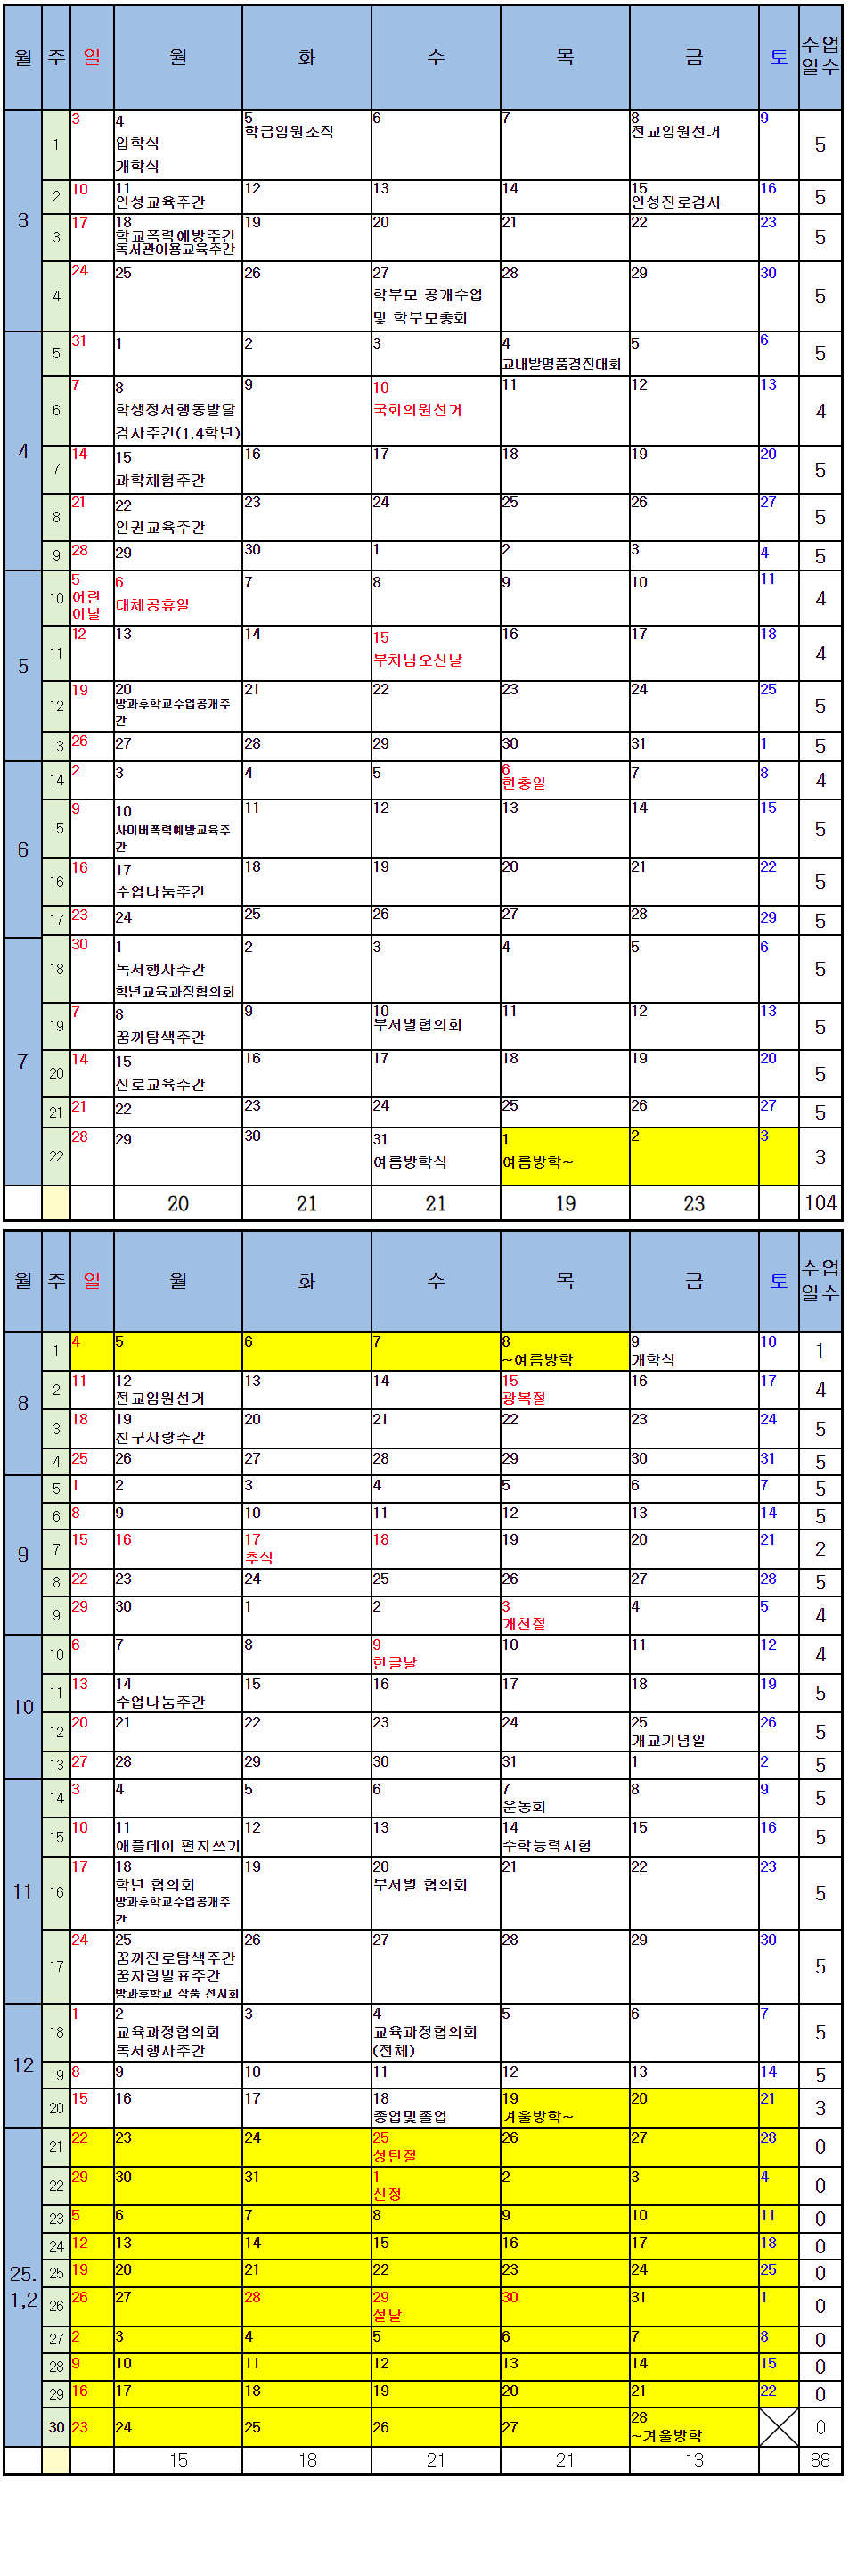 월 주 일 월 화 수 목 금 토 수업일수
3 1 3 4 5 6 7 8 9 5
입학식 학급임원조직 전교임원선거
개학식
2 10 11 12 13 14 15 16 5
인성교육주간 인성진로검사
3 17 18 19 20 21 22 23 5
학교폭력예방주간
독서관이용교육주간
4 24 25 26 27 28 29 30 5
학부모 공개수업
및 학부모총회
4 5 31 1 2 3 4 5 6 5
교내발명품경진대회
6 7 8 9 10 11 12 13 4
학생정서행동발달 국회의원선거
검사주간(1,4학년)
7 14 15 16 17 18 19 20 5
과학체험주간
8 21 22 23 24 25 26 27 5
인권교육주간
9 28 29 30 1 2 3 4 5
5 10 5 6 7 8 9 10 11 4
어린 대체공휴일
이날
11 12 13 14 15 16 17 18 4
부처님오신날
12 19 20 21 22 23 24 25 5
방과후학교수업공개주
간
13 26 27 28 29 30 31 1 5
6 14 2 3 4 5 6 7 8 4
현충일
15 9 10 11 12 13 14 15 5
사이버폭력예방교육주
간
16 16 17 18 19 20 21 22 5
수업나눔주간
17 23 24 25 26 27 28 29 5
7 18 30 1 2 3 4 5 6 5
독서행사주간
학년교육과정협의회
19 7 8 9 10 11 12 13 5
꿈끼탐색주간 부서별협의회
20 14 15 16 17 18 19 20 5
진로교육주간
21 21 22 23 24 25 26 27 5
22 28 29 30 31 1 2 3 3
여름방학식 여름방학~
20 21 21 19 23 104
월 주 일 월 화 수 목 금 토 수업일수
8 1 4 5 6 7 8 9 10 1
~여름방학 개학식
2 11 12 13 14 15 16 17 4
전교임원선거 광복절
3 18 19 20 21 22 23 24 5
친구사랑주간
4 25 26 27 28 29 30 31 5
9 5 1 2 3 4 5 6 7 5
6 8 9 10 11 12 13 14 5
7 15 16 17 18 19 20 21 2
추석
8 22 23 24 25 26 27 28 5
9 29 30 1 2 3 4 5 4
개천절
10 10 6 7 8 9 10 11 12 4
한글날
11 13 14 15 16 17 18 19 5
수업나눔주간
12 20 21 22 23 24 25 26 5
개교기념일
13 27 28 29 30 31 1 2 5
11 14 3 4 5 6 7 8 9 5
운동회
15 10 11 12 13 14 15 16 5
애플데이 편지쓰기 수학능력시험
16 17 18 19 20 21 22 23 5
학년 협의회 부서별 협의회
방과후학교수업공개주
간
17 24 25 26 27 28 29 30 5
꿈끼진로탐색주간
꿈자람발표주간
방과후학교 작품 전시회
12 18 1 2 3 4 5 6 7 5
교육과정협의회 교육과정협의회
독서행사주간 (전체)
19 8 9 10 11 12 13 14 5
20 15 16 17 18 19 20 21 3
종업및졸업 겨울방학~
25.1,2 21 22 23 24 25 26 27 28 0
성탄절
22 29 30 31 1 2 3 4 0
신정
23 5 6 7 8 9 10 11 0
24 12 13 14 15 16 17 18 0
25 19 20 21 22 23 24 25 0
26 26 27 28 29 30 31 1 0
설날
27 2 3 4 5 6 7 8 0
28 9 10 11 12 13 14 15 0
29 16 17 18 19 20 21 22 0
30 23 24 25 26 27 28 0
~겨울방학
15 18 21 21 13 88